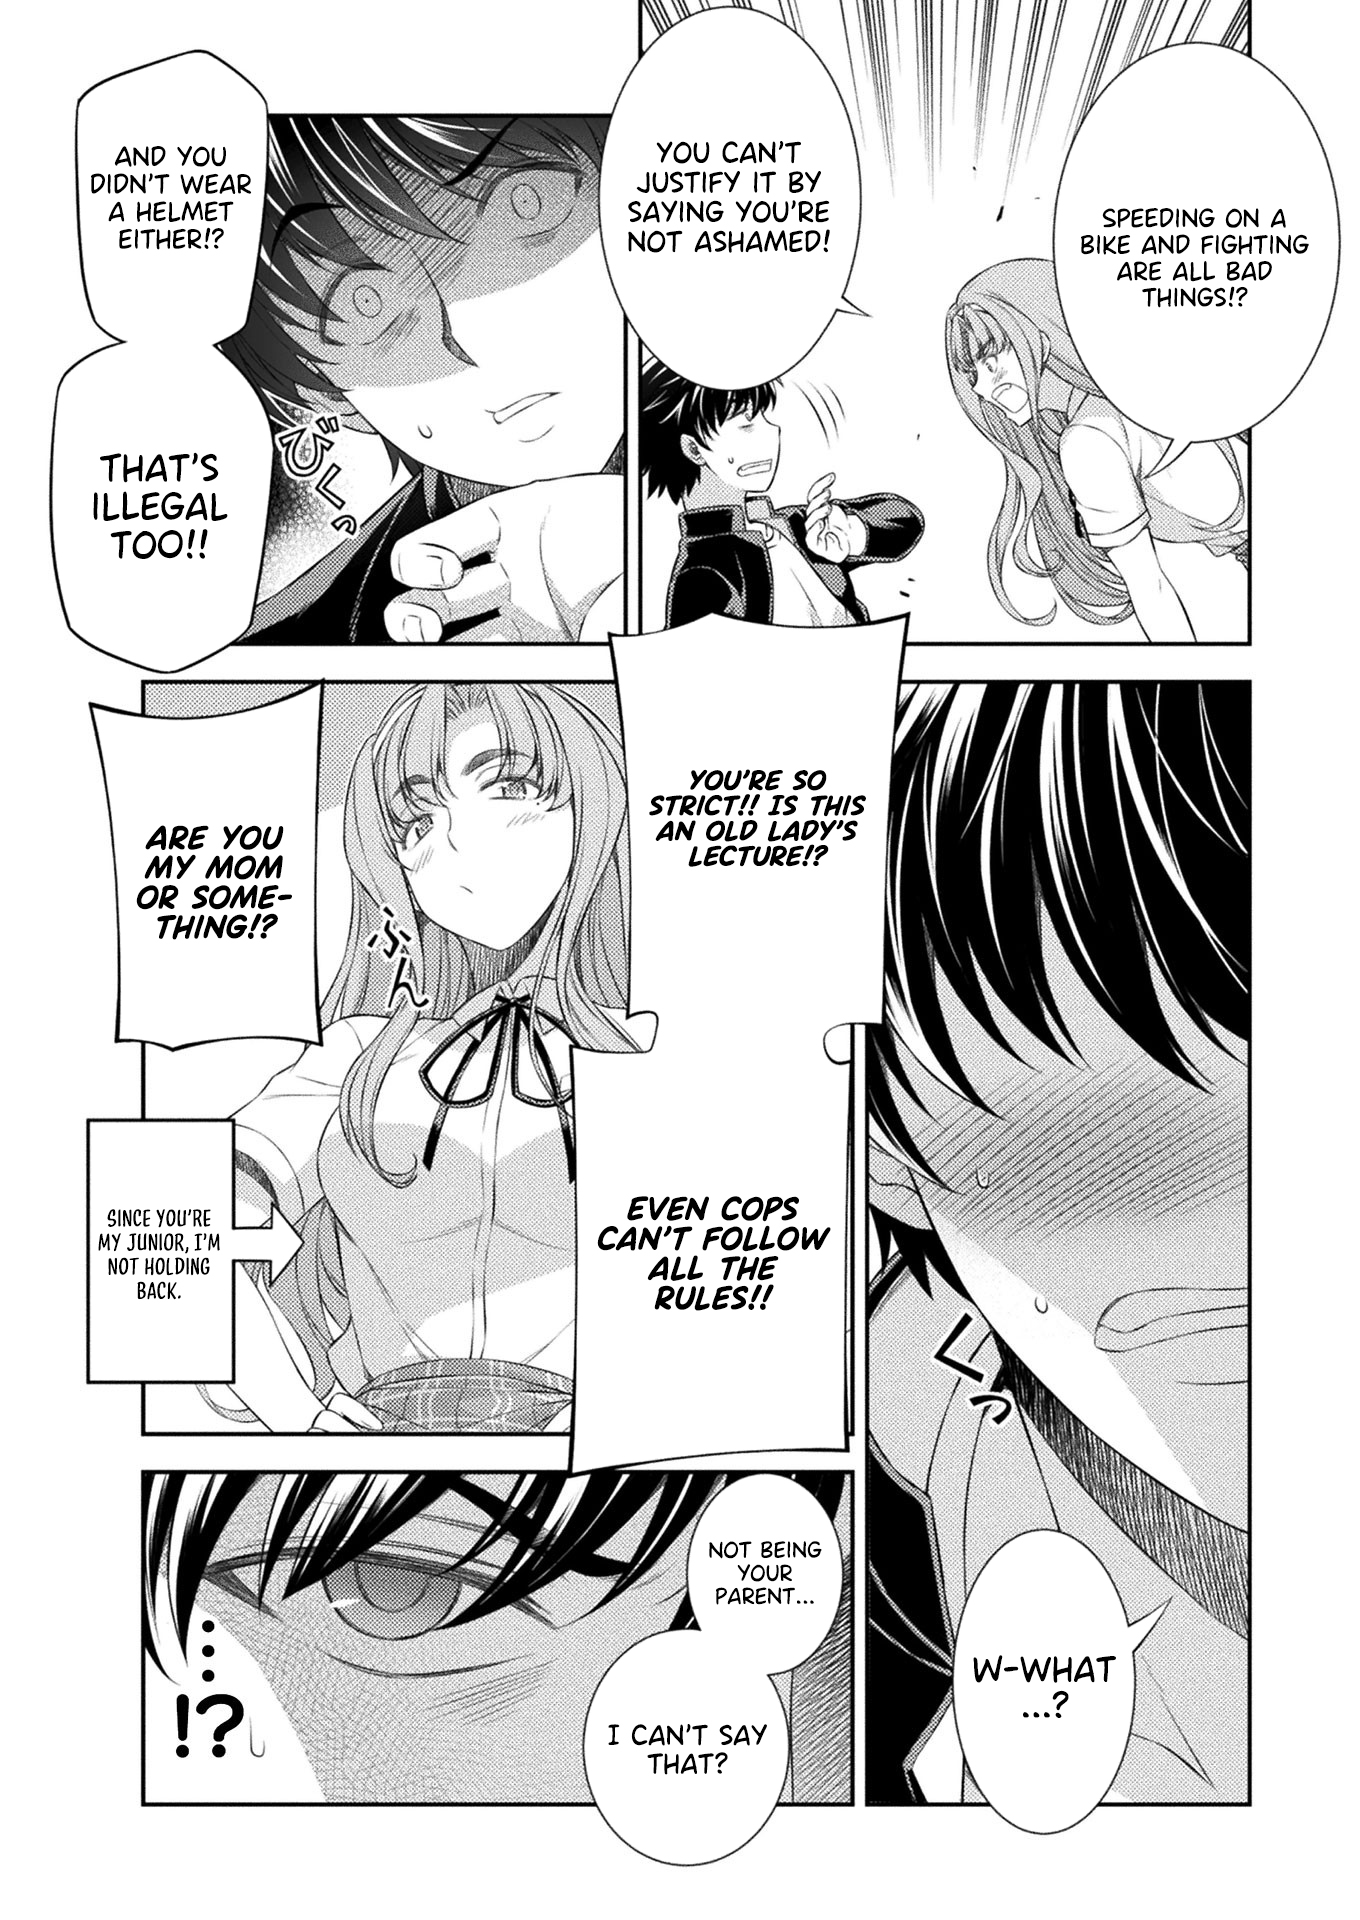 SPEEDING ON A
BIKE AND FIGHTING
ARE ALL BAD
THINGS!?
YOU CAN'T
JUSTIFY IT BY
SAYING YOU'RE
NOT ASHAMED!
AND YOU
DIDN'T WEAR
A HELMET
EITHER!?
THAT'S
ILLEGAL
TOO!!
びくっ
YOU'RE SO
STRICT!! IS THIS
AN OLD LADY'S
LECTURE!?
EVEN COPS
CAN'T FOLLOW
ALL THE
RULES!!
くっ
W-WHAT
...?
ARE YOU
MY MOM
OR SOME-
THING!?
ぷん
SINCE YOU'RE
MY JUNIOR, I'M
NOT HOLDING
BACK.
NOT BEING
YOUR
PARENT...
I CAN'T SAY
THAT?
...
!?